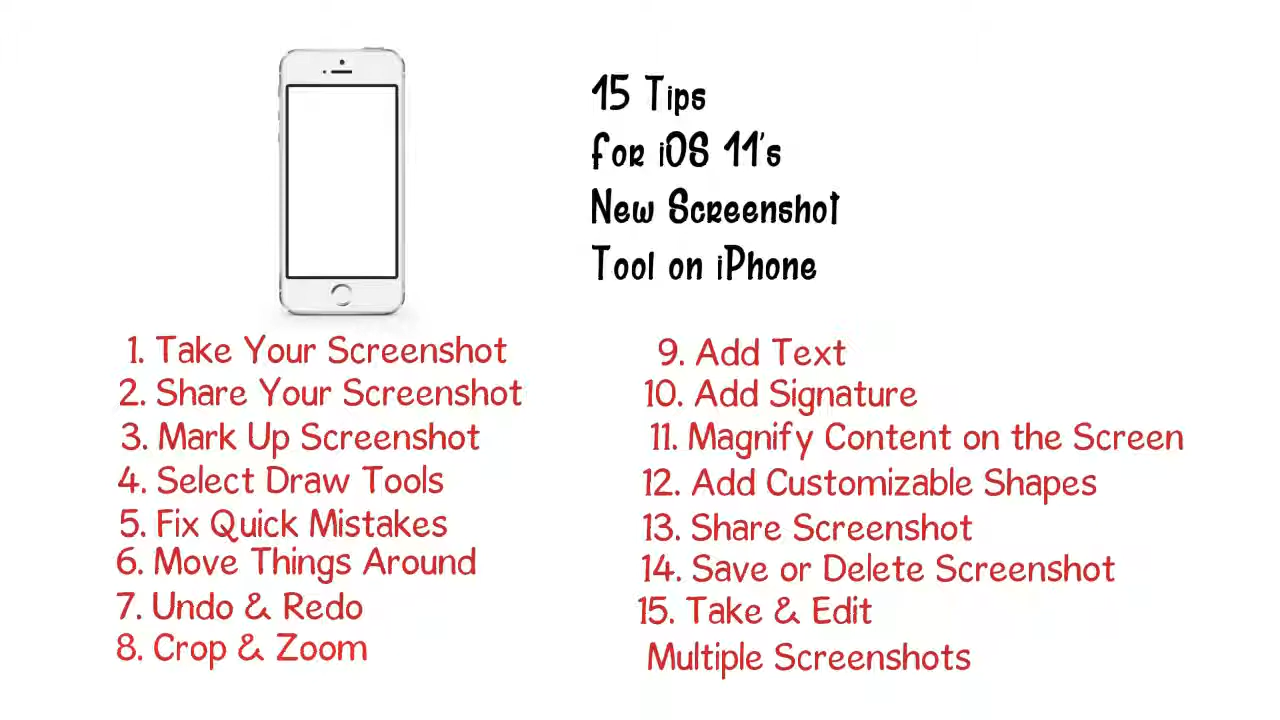 15 Tips
for iOS 11's
New Screenshot
Tool on iPhone
1. Take Your Screenshot
2. Share Your Screenshot
3. Mark Up Screenshot
4. Select Draw Tools
5. Fix Quick Mistakes
6. Move Things Around
7. Undo & Redo
8. Crop & Zoom
9. Add Text
10. Add Signature
11. Magnify Content on the Screen
12. Add Customizable Shapes
13. Share Screenshot
14. Save or Delete Screenshot
15. Take & Edit
Multiple Screenshots